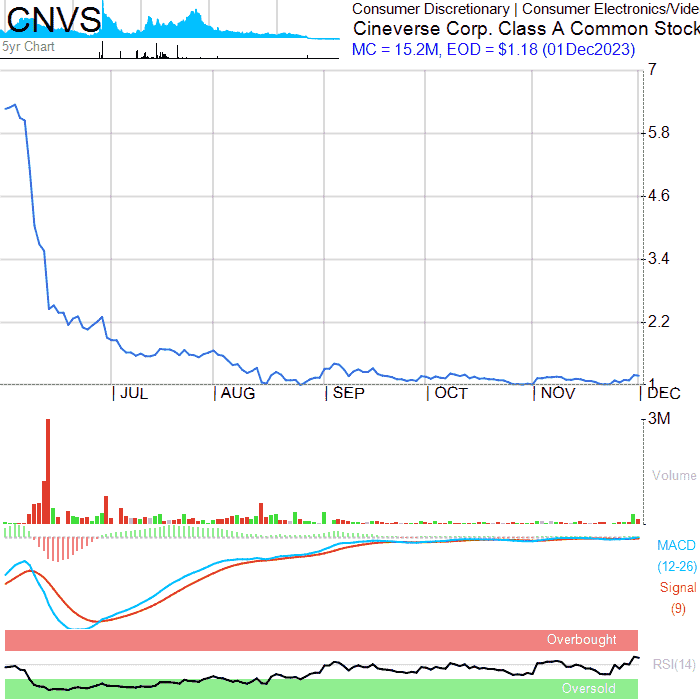 CNVS
Consumer Discretionary | Consumer Electronics/Vide
Cineverse Corp. Class A Common Stock
5yr Chart
MC = 15.2M, EOD = $1.18 (01Dec2023)
7
5.8
4.6
3.4
2.2
1
JUL
AUG
SEP
OCT
NOV
DEC
3M
Volume
MACD
(12-26)
Signal
(9)
Overbought
RSI(14)
Oversold